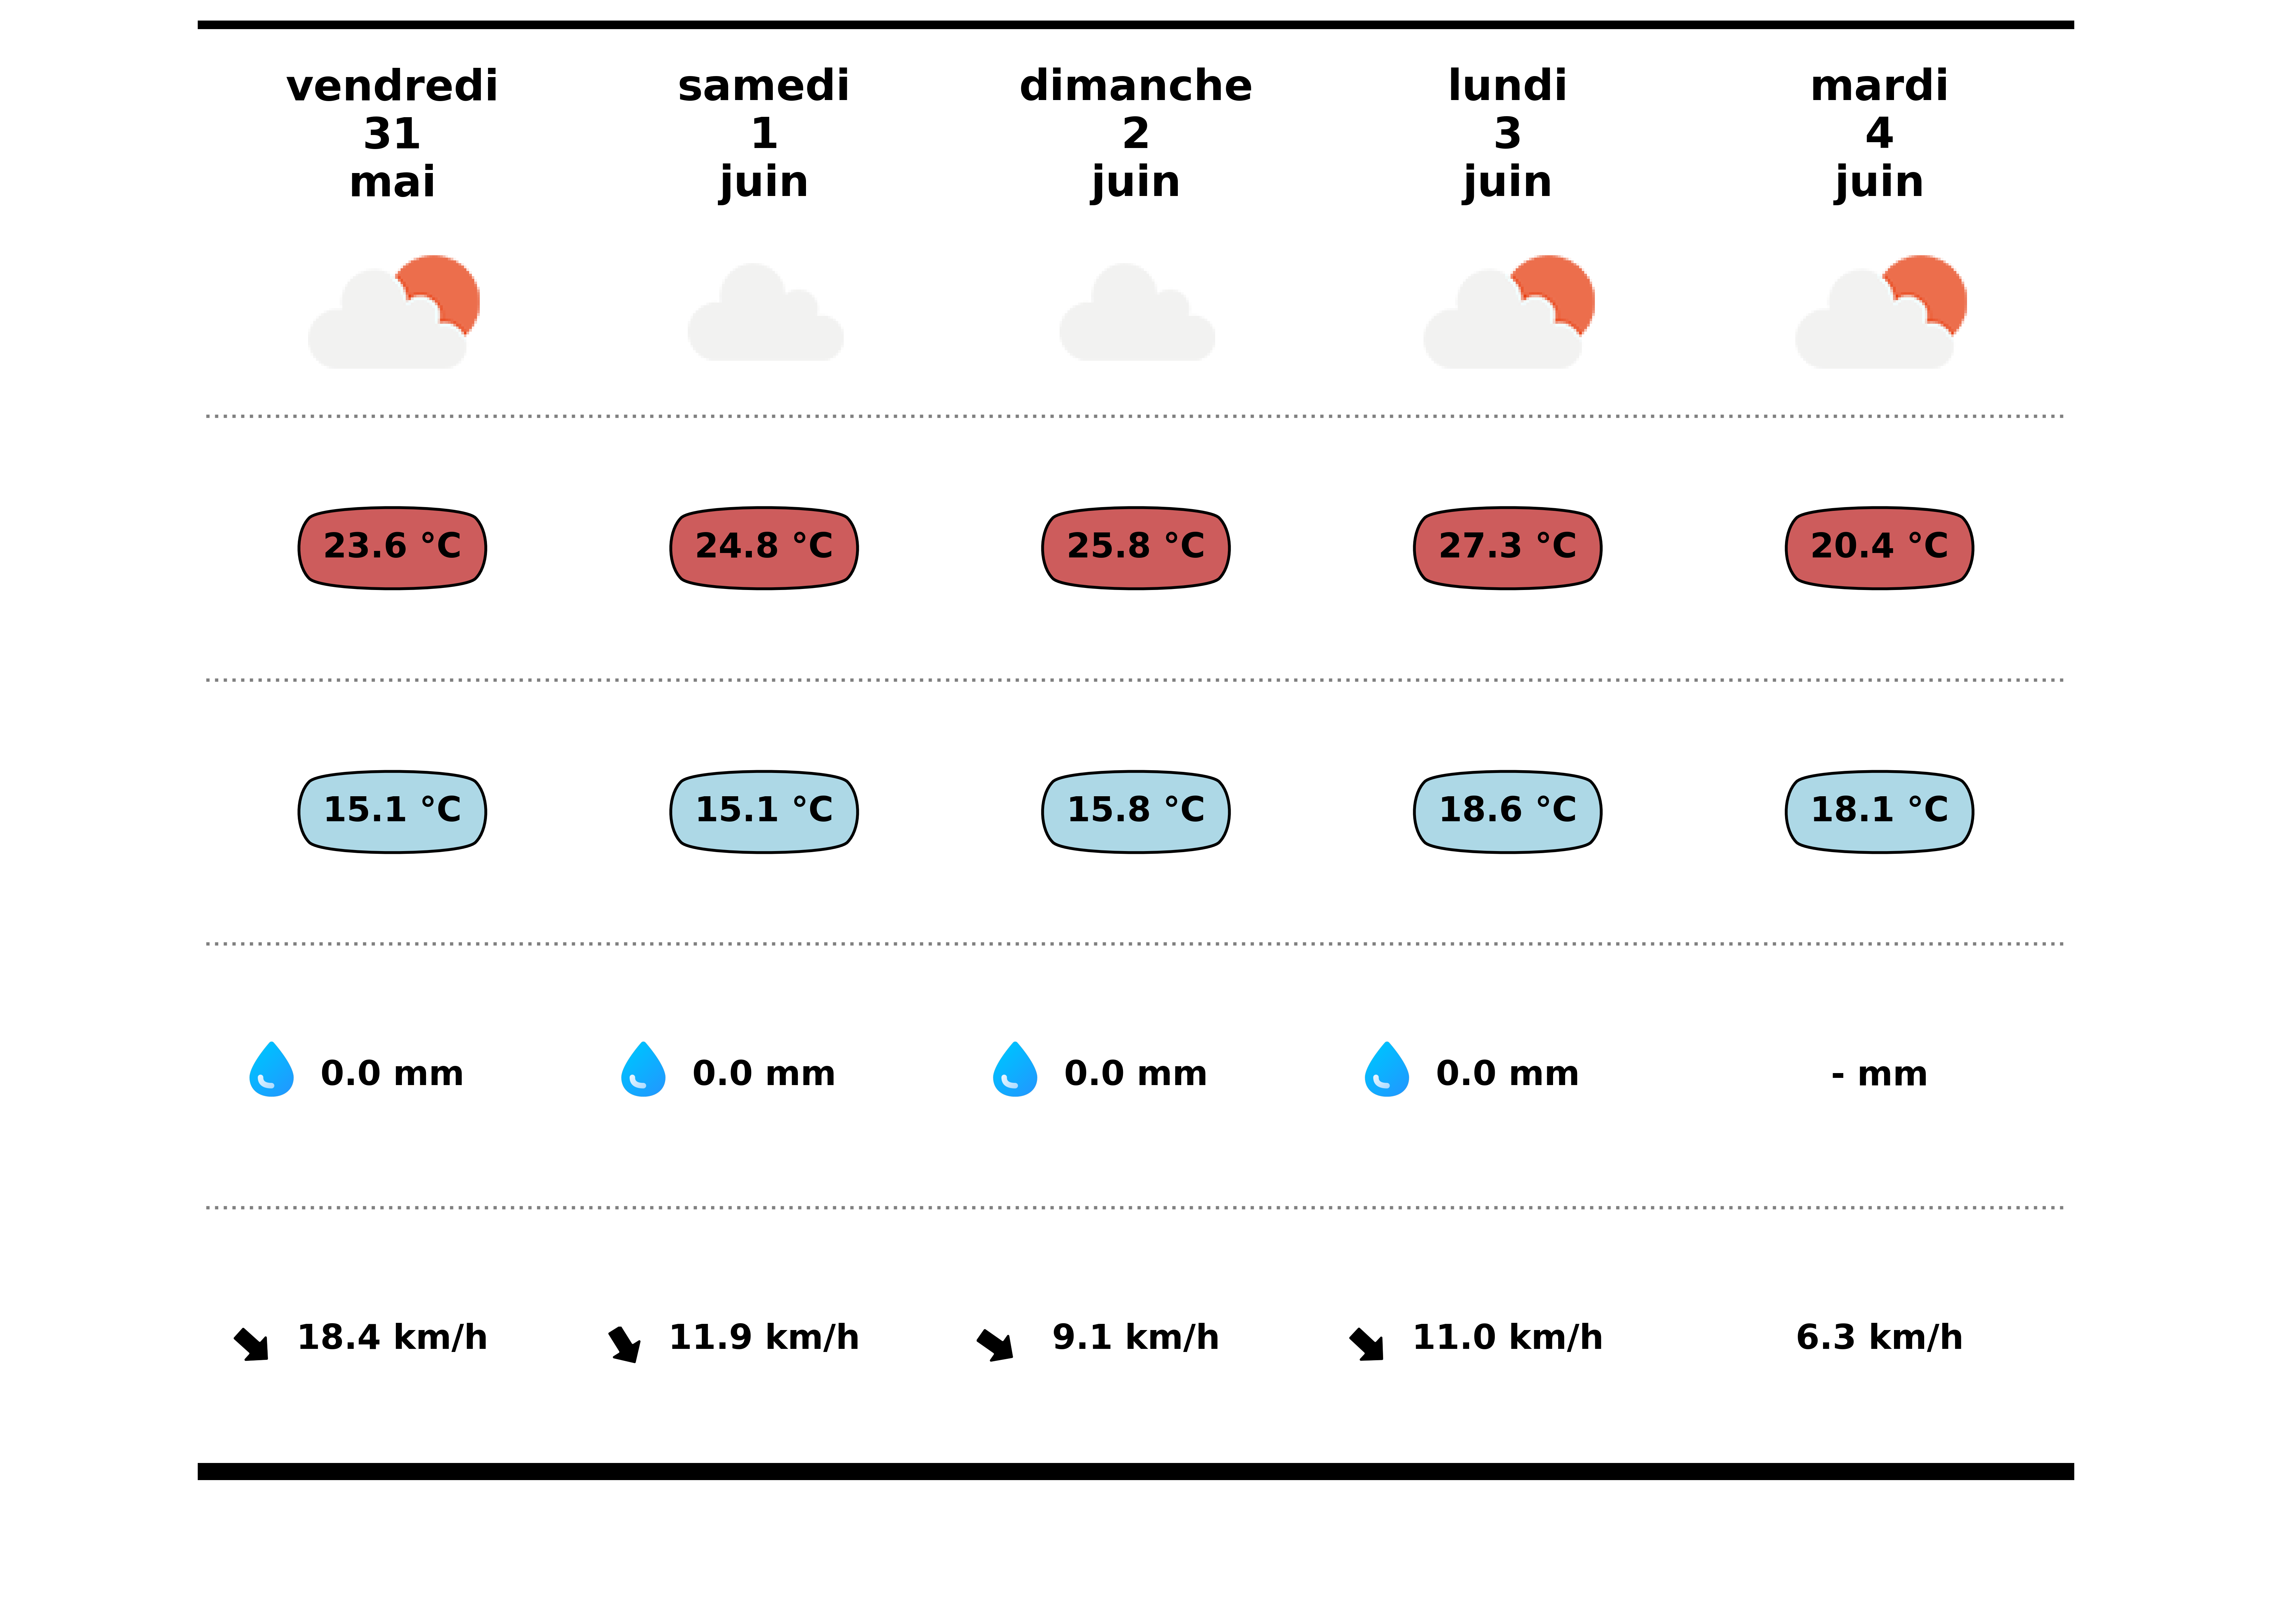 vendredi
31
mai
samedi
1
juin
dimanche
2
juin
lundi
3
juin
mardi
4
juin
23.6 °C
24.8 °C
25.8 °C
27.3 °C
20.4 °C
15.1 °C
15.1 °C
15.8 °C
18.6 °C
18.1 °C
0.0 mm
0.0 mm
0.0 mm
0.0 mm
- mm
18.4 km/h
11.9 km/h
9.1 km/h
11.0 km/h
6.3 km/h